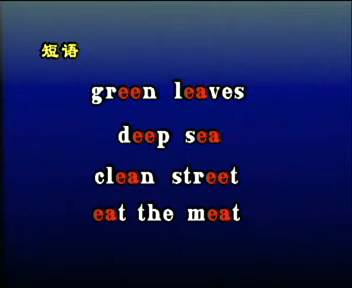 短语
green leaves
deep sea
clean street
eat the meat